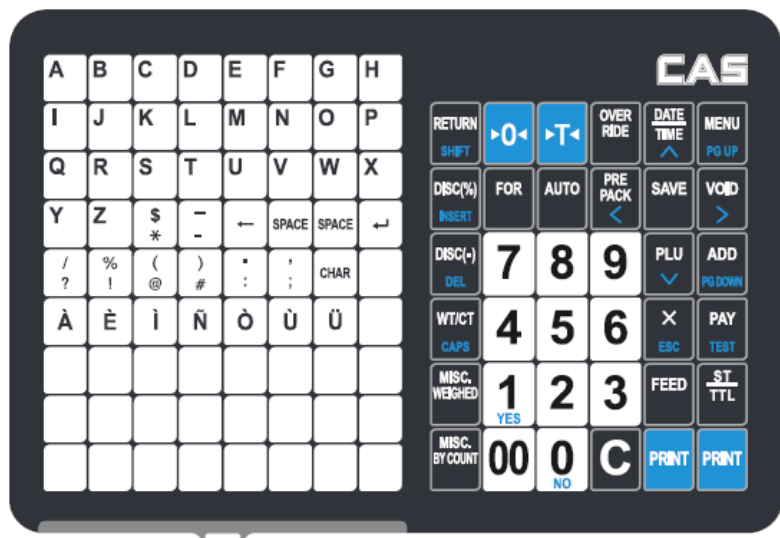 CAS
A B C D E F G H
I J K L M N O P
Q R S T U V W X
Y Z $ * – - ← SPACE SPACE ↵
/ ? % ! ( @ ) # . : , ; CHAR
À È Ì Ñ Ò Ù Ü
RETURN SHIFT ▸0◂ ▸T◂ OVER RIDE DATE TIME ∧ MENU PG UP
DISC(%) INSERT FOR AUTO PRE PACK < SAVE VOID >
DISC(-) DEL 7 8 9 PLU ∨ ADD PG DOWN
WT/CT CAPS 4 5 6 × ESC PAY TEST
MISC. WEIGHED 1 YES 2 3 FEED ST TTL
MISC. BY COUNT 00 0 NO C PRINT PRINT